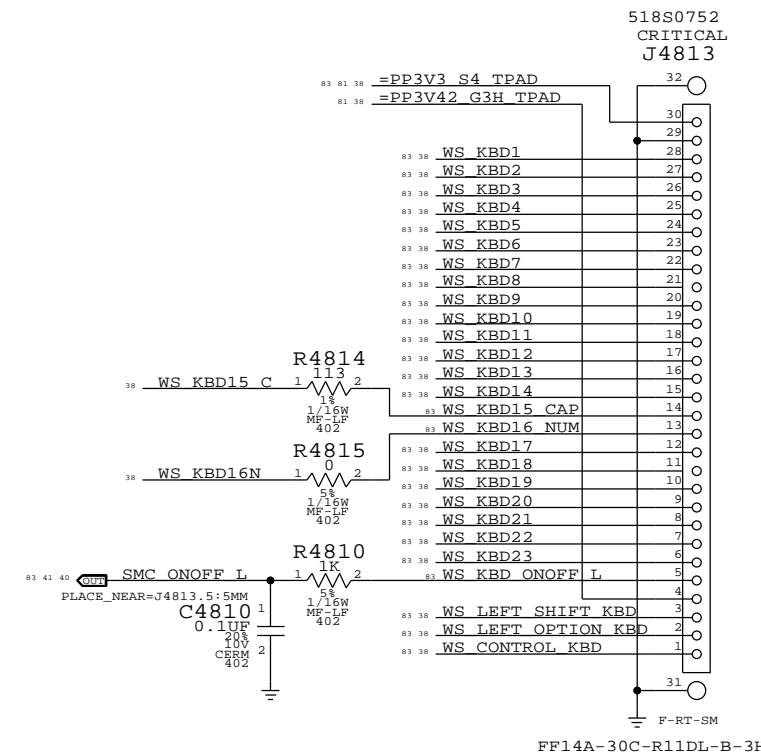 518S0752
CRITICAL
J4813
83 81 38 =PP3V3_S4_TPAD 32
81 38 =PP3V42_G3H_TPAD
30
29
83 38 WS_KBD1 28
83 38 WS_KBD2 27
83 38 WS_KBD3 26
83 38 WS_KBD4 25
83 38 WS_KBD5 24
83 38 WS_KBD6 23
83 38 WS_KBD7 22
83 38 WS_KBD8 21
83 38 WS_KBD9 20
83 38 WS_KBD10 19
83 38 WS_KBD11 18
83 38 WS_KBD12 17
83 38 WS_KBD13 16
83 38 WS_KBD14 15
83 WS_KBD15_CAP 14
83 WS_KBD16_NUM 13
83 38 WS_KBD17 12
83 38 WS_KBD18 11
83 38 WS_KBD19 10
83 38 WS_KBD20 9
83 38 WS_KBD21 8
83 38 WS_KBD22 7
83 38 WS_KBD23 6
83 WS_KBD_ONOFF_L 5
4
83 38 WS_LEFT_SHIFT_KBD 3
83 38 WS_LEFT_OPTION_KBD 2
83 38 WS_CONTROL_KBD 1
31
F-RT-SM
FF14A-30C-R11DL-B-3H
R4814
113
38 WS_KBD15_C 1 2
1%
1/16W
MF-LF
402
R4815
0
38 WS_KBD16N 1 2
5%
1/16W
MF-LF
402
R4810
1K
83 41 40 OUT SMC_ONOFF_L 1 2
5%
1/16W
MF-LF
402
PLACE_NEAR=J4813.5:5MM
C4810 1
0.1UF
20%
10V 2
CERM
402